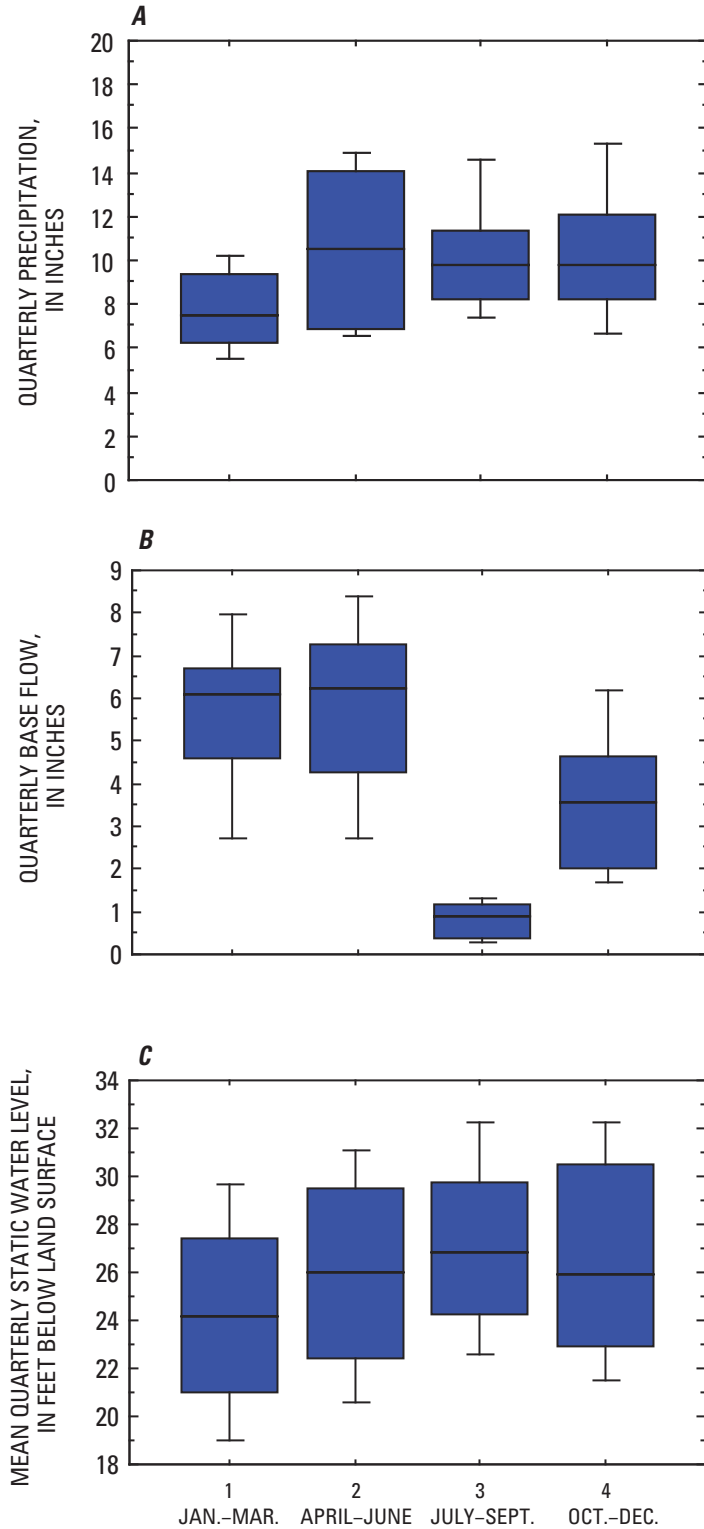 A
QUARTERLY PRECIPITATION,
IN INCHES
20
18
16
14
12
10
8
6
4
2
0
B
QUARTERLY BASE FLOW,
IN INCHES
9
8
7
6
5
4
3
2
1
0
C
MEAN QUARTERLY STATIC WATER LEVEL,
IN FEET BELOW LAND SURFACE
34
32
30
28
26
24
22
20
18
1 2 3 4
JAN.–MAR. APRIL–JUNE JULY–SEPT. OCT.–DEC.